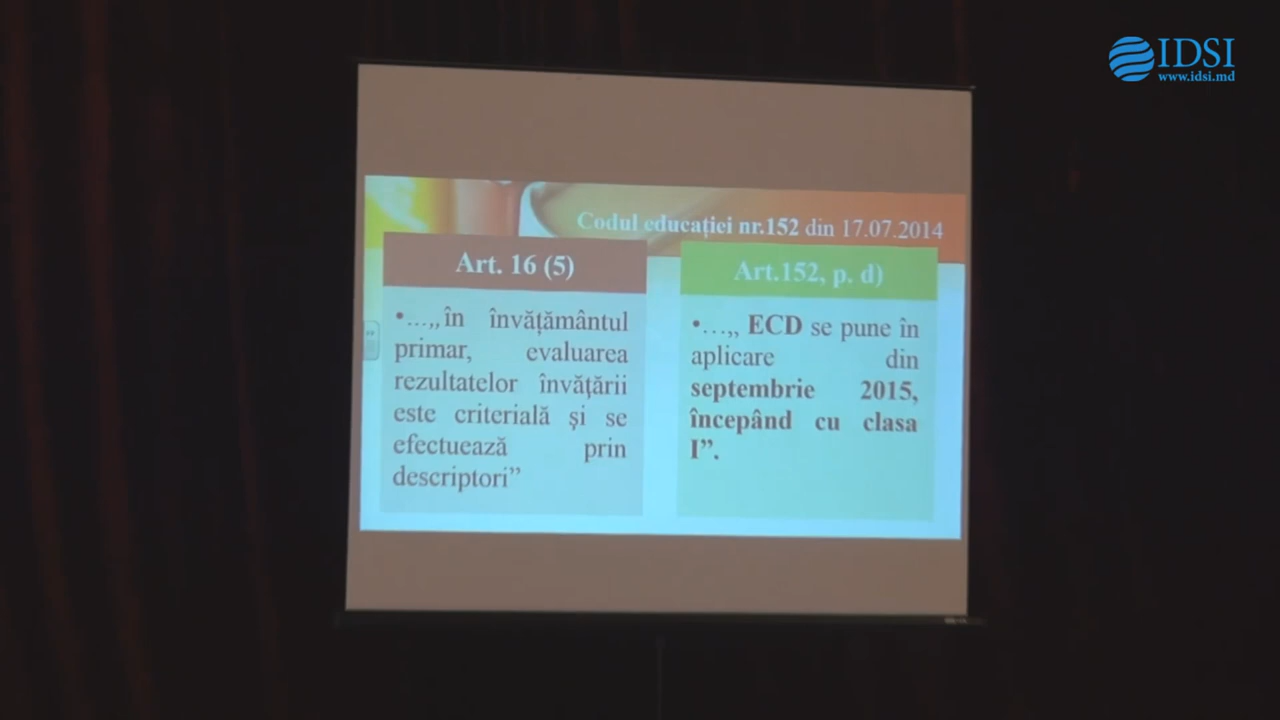 IDSI
www.idsi.md
Codul educației nr.152 din 17.07.2014
Art. 16 (5)
•...,,în învățământul
primar, evaluarea
rezultatelor învățării
este criterială şi se
efectuează prin
descriptori”
Art.152, p. d)
•...,, ECD se pune în
aplicare din
septembrie 2015,
începând cu clasa
I”.